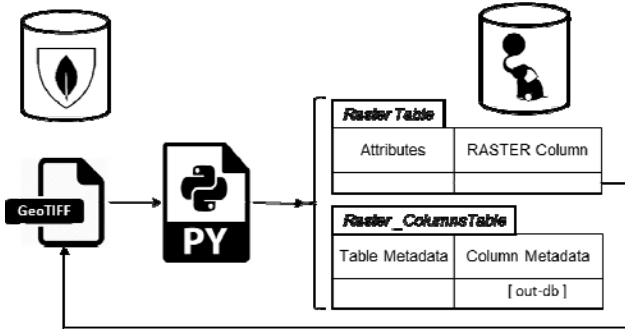 Raster Table
Attributes
RASTER Column
GeoTIFF
PY
Raster_ColumnsTable
Table Metadata
Column Metadata
[ out-db ]